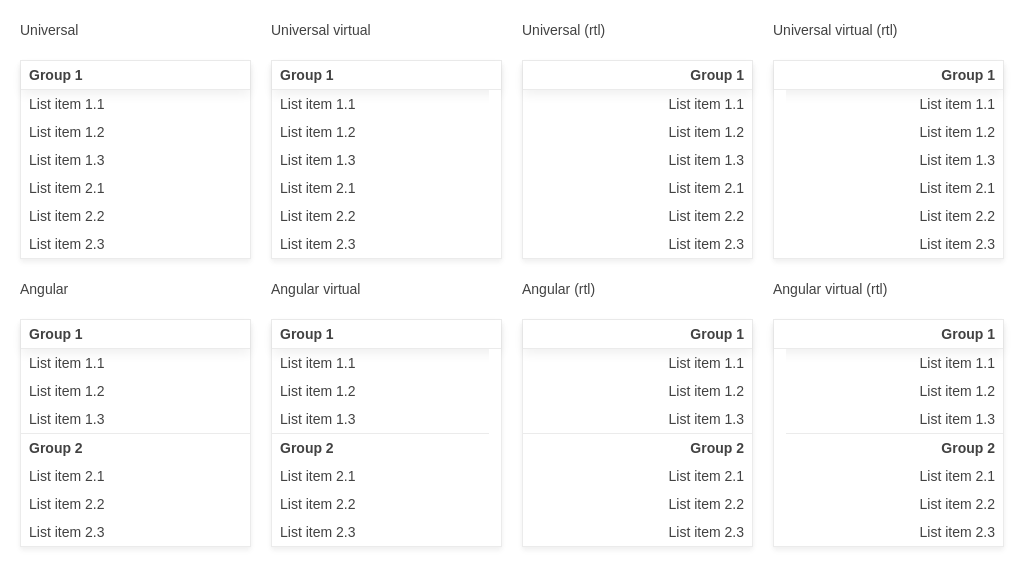 Universal
Universal virtual
Universal (rtl)
Universal virtual (rtl)
Group 1
Group 1
Group 1
Group 1
List item 1.1
List item 1.1
List item 1.1
List item 1.1
List item 1.2
List item 1.2
List item 1.2
List item 1.2
List item 1.3
List item 1.3
List item 1.3
List item 1.3
List item 2.1
List item 2.1
List item 2.1
List item 2.1
List item 2.2
List item 2.2
List item 2.2
List item 2.2
List item 2.3
List item 2.3
List item 2.3
List item 2.3
Angular
Angular virtual
Angular (rtl)
Angular virtual (rtl)
Group 1
Group 1
Group 1
Group 1
List item 1.1
List item 1.1
List item 1.1
List item 1.1
List item 1.2
List item 1.2
List item 1.2
List item 1.2
List item 1.3
List item 1.3
List item 1.3
List item 1.3
Group 2
Group 2
Group 2
Group 2
List item 2.1
List item 2.1
List item 2.1
List item 2.1
List item 2.2
List item 2.2
List item 2.2
List item 2.2
List item 2.3
List item 2.3
List item 2.3
List item 2.3